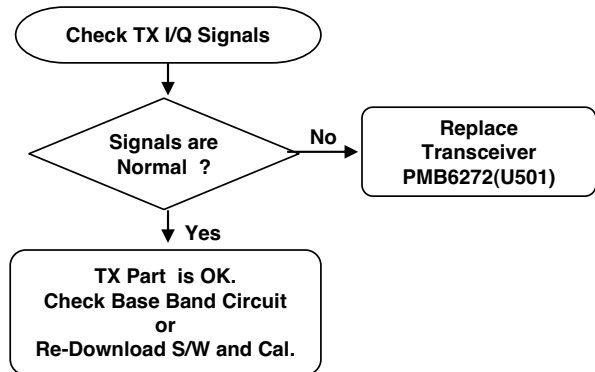 Check TX I/Q Signals
Signals are
Normal ?
No
Replace
Transceiver
PMB6272(U501)
Yes
TX Part is OK.
Check Base Band Circuit
or
Re-Download S/W and Cal.